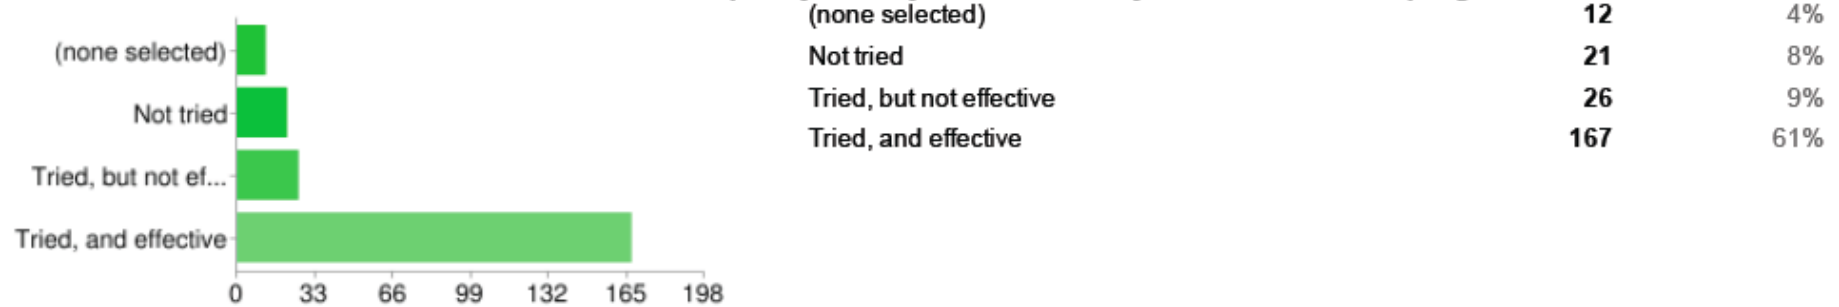 (none selected)
Not tried
Tried, but not ef...
Tried, and effective
0 33 66 99 132 165 198
(none selected) 12 4%
Not tried 21 8%
Tried, but not effective 26 9%
Tried, and effective 167 61%